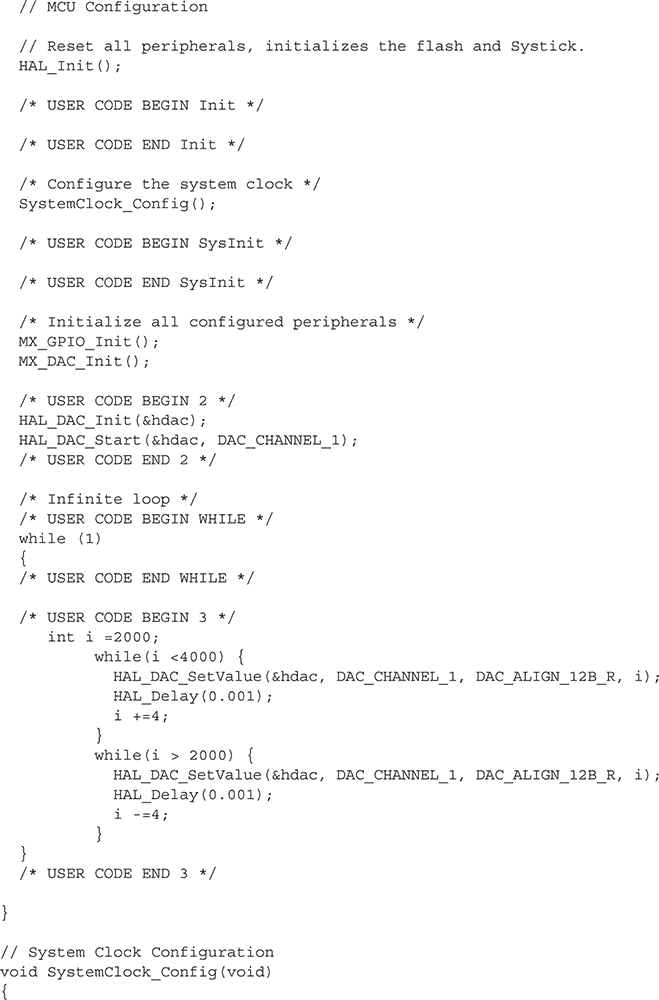 // MCU Configuration
// Reset all peripherals, initializes the flash and Systick.
HAL_Init();
/* USER CODE BEGIN Init */
/* USER CODE END Init */
/* Configure the system clock */
SystemClock_Config();
/* USER CODE BEGIN SysInit */
/* USER CODE END SysInit */
/* Initialize all configured peripherals */
MX_GPIO_Init();
MX_DAC_Init();
/* USER CODE BEGIN 2 */
HAL_DAC_Init(&hdac);
HAL_DAC_Start(&hdac, DAC_CHANNEL_1);
/* USER CODE END 2 */
/* Infinite loop */
/* USER CODE BEGIN WHILE */
while (1)
{
/* USER CODE END WHILE */
/* USER CODE BEGIN 3 */
int i =2000;
while(i <4000) {
HAL_DAC_SetValue(&hdac, DAC_CHANNEL_1, DAC_ALIGN_12B_R, i);
HAL_Delay(0.001);
i +=4;
}
while(i > 2000) {
HAL_DAC_SetValue(&hdac, DAC_CHANNEL_1, DAC_ALIGN_12B_R, i);
HAL_Delay(0.001);
i -=4;
}
}
/* USER CODE END 3 */
}
// System Clock Configuration
void SystemClock_Config(void)
{